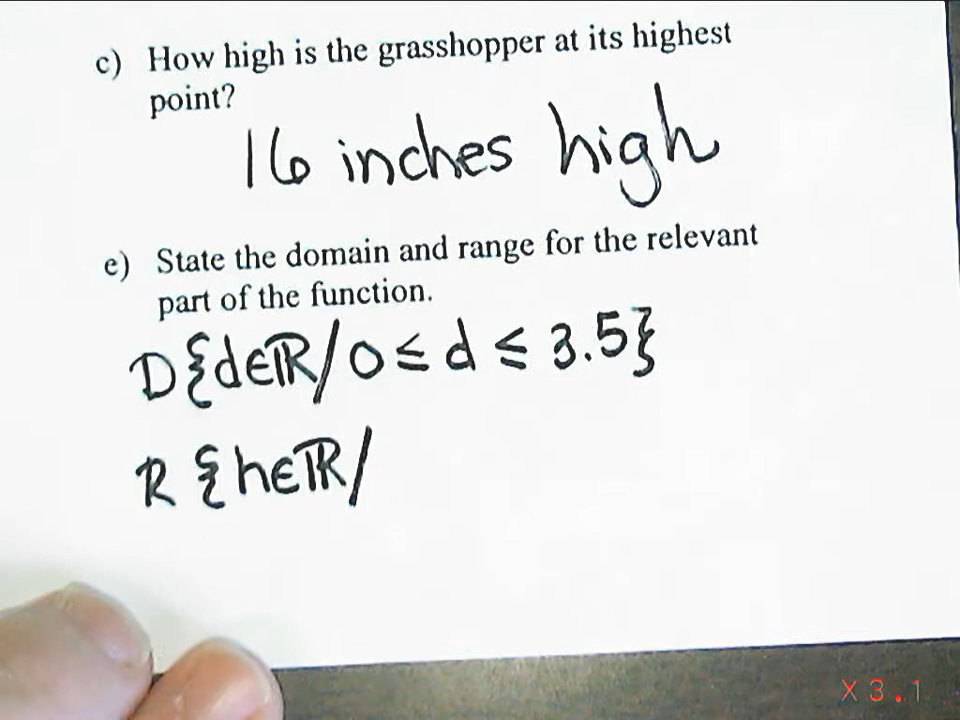 c) How high is the grasshopper at its highest
point?
16 inches high
e) State the domain and range for the relevant
part of the function.
D{d∈ℝ/0≤d≤3.5}
R{h∈ℝ/
X3.1